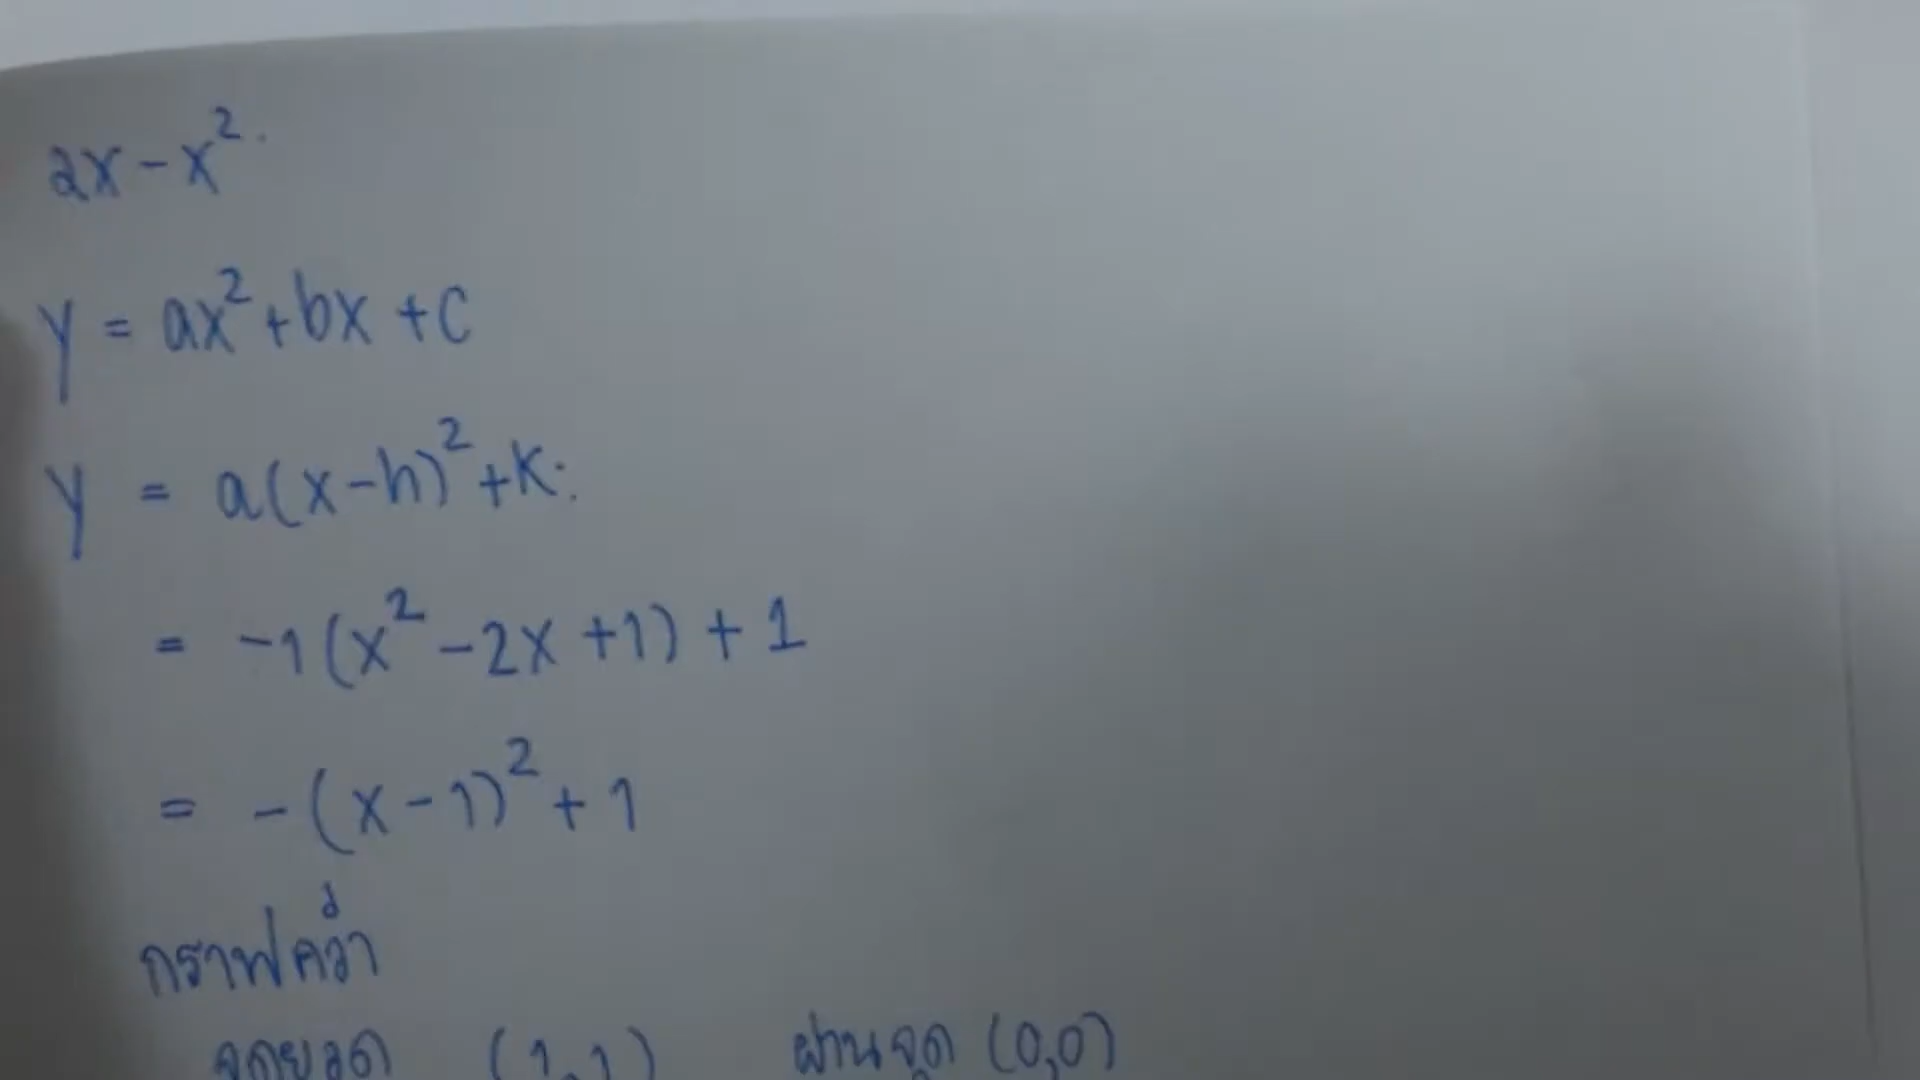 2x - x²
y = ax² + bx + c
y = a(x-h)² + k
= -1(x² - 2x + 1) + 1
= -(x-1)² + 1
กราฟคว่ำ
จุดยอด (1,1) ผ่านจุด (0,0)